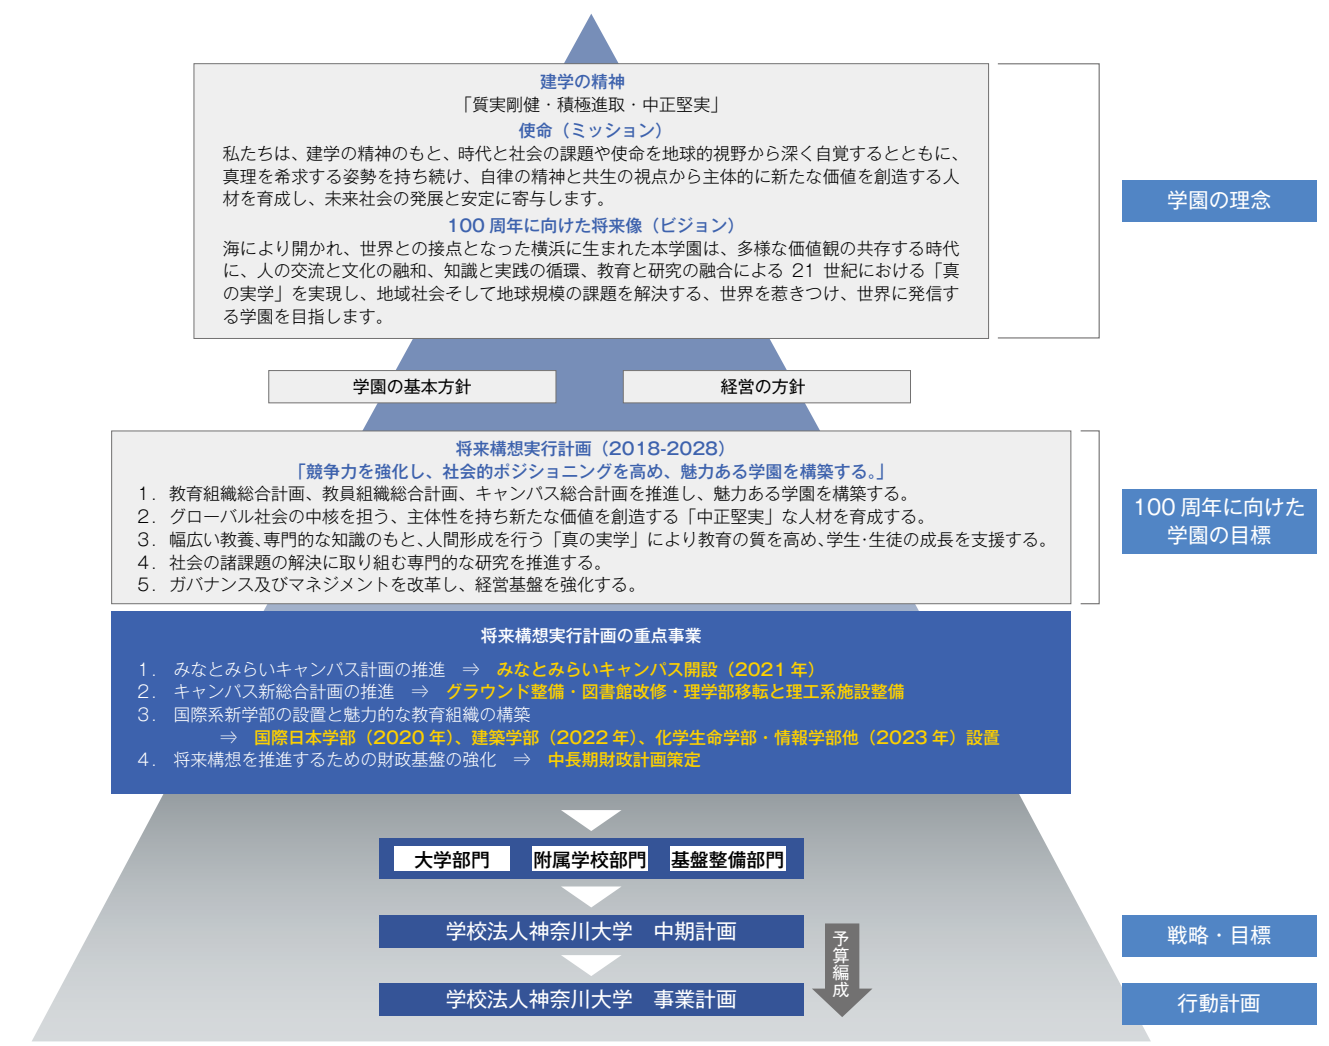 建学の精神
「質実剛健・積極進取・中正堅実」
使命（ミッション）
私たちは、建学の精神のもと、時代と社会の課題や使命を地球的視野から深く自覚するとともに、
真理を希求する姿勢を持ち続け、自律の精神と共生の視点から主体的に新たな価値を創造する人
材を育成し、未来社会の発展と安定に寄与します。
100 周年に向けた将来像（ビジョン）
海により開かれ、世界との接点となった横浜に生まれた本学園は、多様な価値観の共存する時代
に、人の交流と文化の融和、知識と実践の循環、教育と研究の融合による 21 世紀における「真
の実学」を実現し、地域社会そして地球規模の課題を解決する、世界を惹きつけ、世界に発信す
る学園を目指します。
学園の理念
学園の基本方針
経営の方針
将来構想実行計画（2018-2028）
「競争力を強化し、社会的ポジショニングを高め、魅力ある学園を構築する。」
1．教育組織総合計画、教員組織総合計画、キャンパス総合計画を推進し、魅力ある学園を構築する。
2．グローバル社会の中核を担う、主体性を持ち新たな価値を創造する「中正堅実」な人材を育成する。
3．幅広い教養、専門的な知識のもと、人間形成を行う「真の実学」により教育の質を高め、学生・生徒の成長を支援する。
4．社会の諸課題の解決に取り組む専門的な研究を推進する。
5．ガバナンス及びマネジメントを改革し、経営基盤を強化する。
100 周年に向けた
学園の目標
将来構想実行計画の重点事業
1． みなとみらいキャンパス計画の推進 ⇒ みなとみらいキャンパス開設（2021 年）
2． キャンパス新総合計画の推進 ⇒ グラウンド整備・図書館改修・理学部移転と理工系施設整備
3． 国際系新学部の設置と魅力的な教育組織の構築
⇒ 国際日本学部（2020 年）、建築学部（2022 年）、化学生命学部・情報学部他（2023 年）設置
4． 将来構想を推進するための財政基盤の強化 ⇒ 中長期財政計画策定
大学部門
附属学校部門
基盤整備部門
学校法人神奈川大学 中期計画
予算編成
戦略・目標
学校法人神奈川大学 事業計画
行動計画